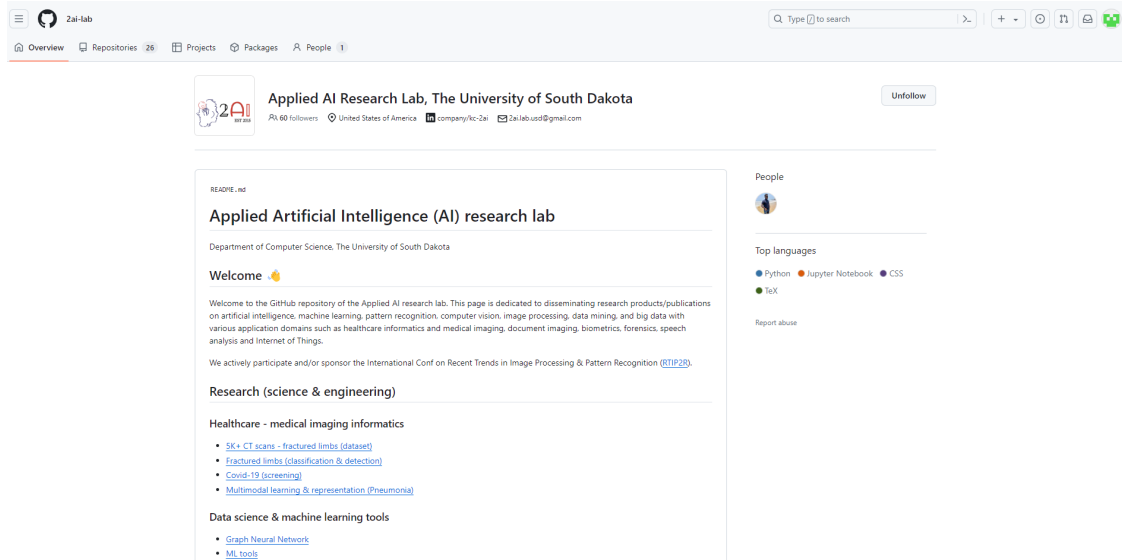 2ai-lab
Type / to search
Overview Repositories 26 Projects Packages People 1
2AI
EST 2018
Applied AI Research Lab, The University of South Dakota
Unfollow
60 followers United States of America company/kc-2ai 2ai.lab.usd@gmail.com
README.md
Applied Artificial Intelligence (AI) research lab
Department of Computer Science, The University of South Dakota
Welcome 👋
Welcome to the GitHub repository of the Applied AI research lab. This page is dedicated to disseminating research products/publications
on artificial intelligence, machine learning, pattern recognition, computer vision, image processing, data mining, and big data with
various application domains such as healthcare informatics and medical imaging, document imaging, biometrics, forensics, speech
analysis and Internet of Things.
We actively participate and/or sponsor the International Conf on Recent Trends in Image Processing & Pattern Recognition (RTIP2R).
Research (science & engineering)
Healthcare - medical imaging informatics
• 5K+ CT scans - fractured limbs (dataset)
• Fractured limbs (classification & detection)
• Covid-19 (screening)
• Multimodal learning & representation (Pneumonia)
Data science & machine learning tools
• Graph Neural Network
• ML tools
People
Top languages
Python Jupyter Notebook CSS
TeX
Report abuse